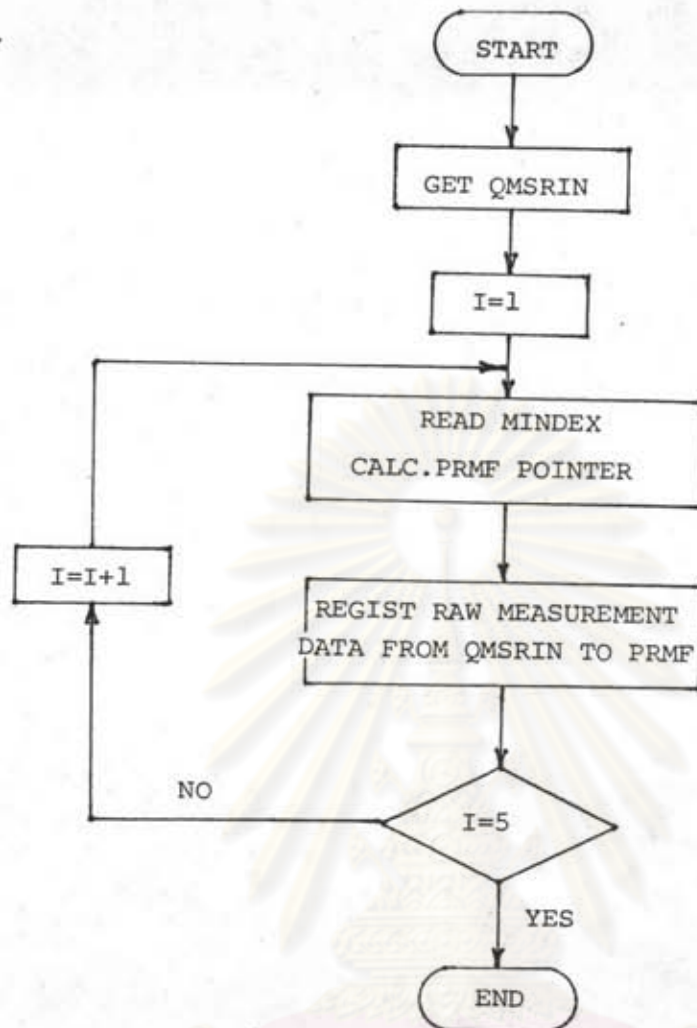 START
GET QMSRIN
I=1
READ MINDEX
CALC.PRMF POINTER
I=I+1
REGIST RAW MEASUREMENT
DATA FROM QMSRIN TO PRMF
NO
I=5
YES
END